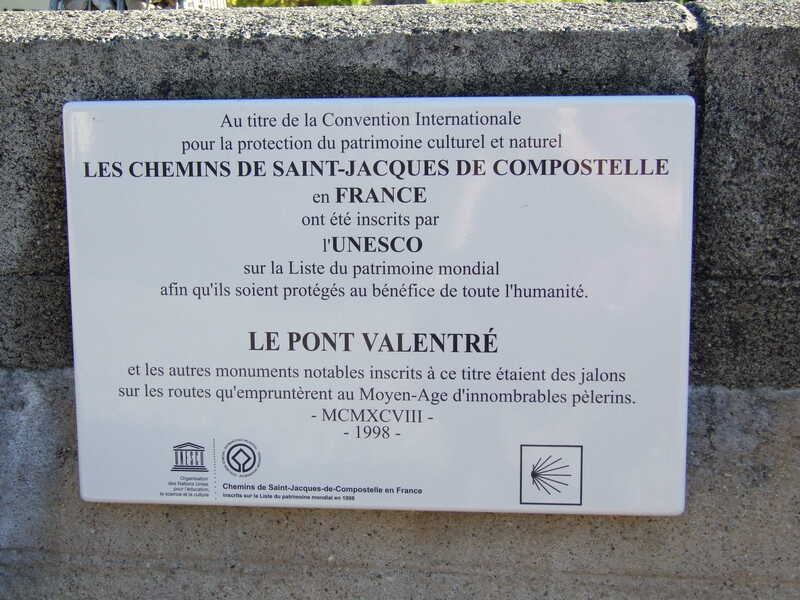 Au titre de la Convention Internationale
pour la protection du patrimoine culturel et naturel
LES CHEMINS DE SAINT-JACQUES DE COMPOSTELLE
en FRANCE
ont été inscrits par
l'UNESCO
sur la Liste du patrimoine mondial
afin qu'ils soient protégés au bénéfice de toute l'humanité.
LE PONT VALENTRÉ
et les autres monuments notables inscrits à ce titre étaient des jalons
sur les routes qu'empruntèrent au Moyen-Age d'innombrables pèlerins.
- MCMXCVIII -
- 1998 -
UNESCO
Organisation
des Nations Unies
pour l'éducation,
la science et la culture
Chemins de Saint-Jacques-de-Compostelle en France
inscrits sur la Liste du patrimoine mondial en 1998